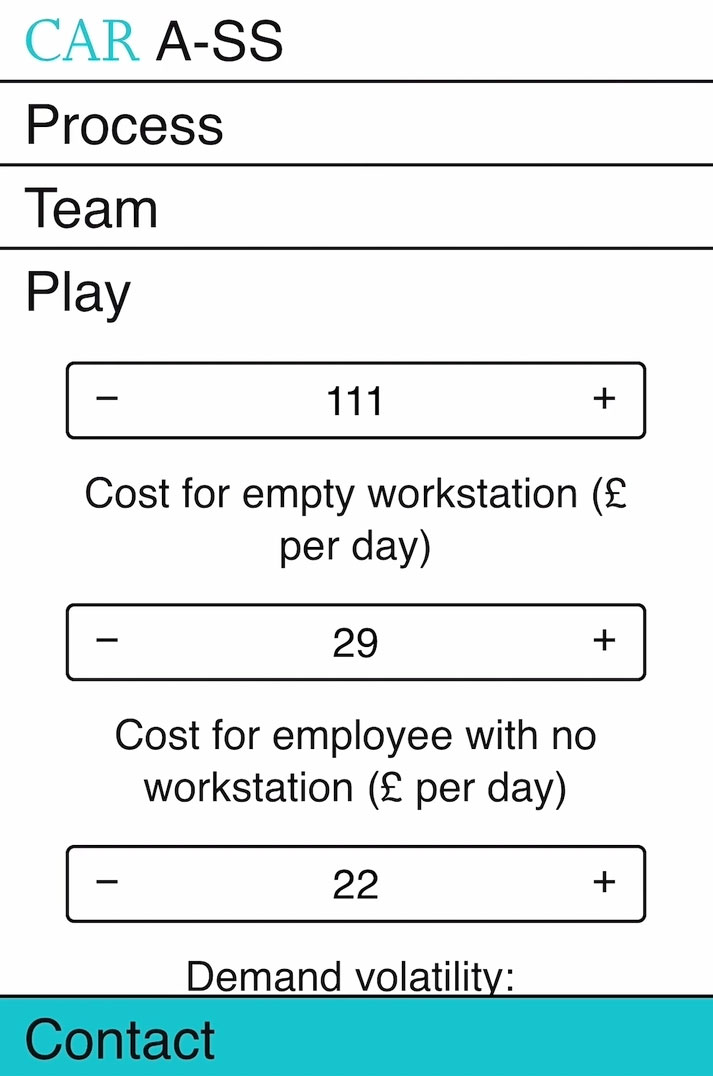 CAR A-SS
Process
Team
Play
− 111 +
Cost for empty workstation (£
per day)
− 29 +
Cost for employee with no
workstation (£ per day)
− 22 +
Demand volatility:
Contact